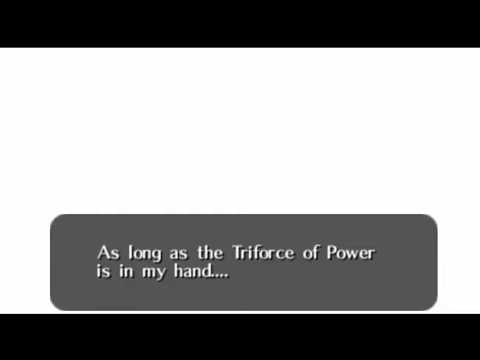 As long as the Triforce of Power
is in my hand....